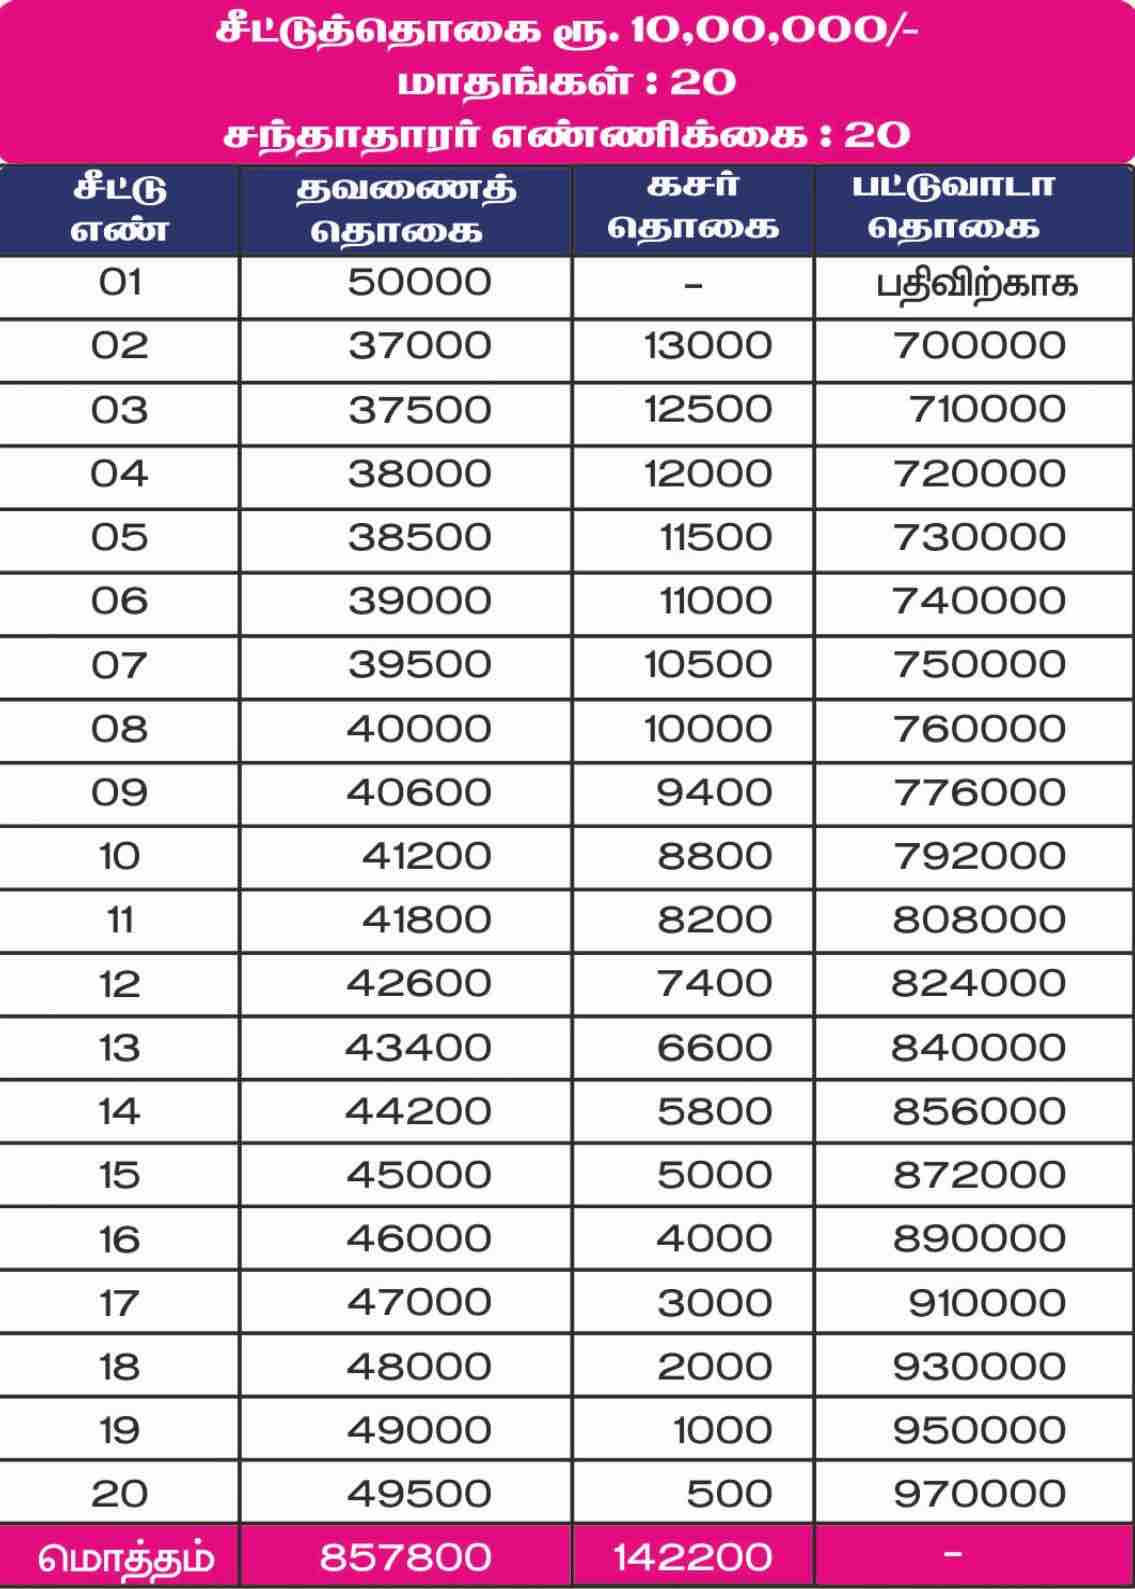 சீட்டுத்தொகை ரூ. 10,00,000/-
மாதங்கள் : 20
சந்தாதாரர் எண்ணிக்கை : 20
சீட்டு எண் தவணைத் தொகை கசர் தொகை பட்டுவாடா தொகை
01 50000 - பதிவிற்காக
02 37000 13000 700000
03 37500 12500 710000
04 38000 12000 720000
05 38500 11500 730000
06 39000 11000 740000
07 39500 10500 750000
08 40000 10000 760000
09 40600 9400 776000
10 41200 8800 792000
11 41800 8200 808000
12 42600 7400 824000
13 43400 6600 840000
14 44200 5800 856000
15 45000 5000 872000
16 46000 4000 890000
17 47000 3000 910000
18 48000 2000 930000
19 49000 1000 950000
20 49500 500 970000
மொத்தம் 857800 142200 -